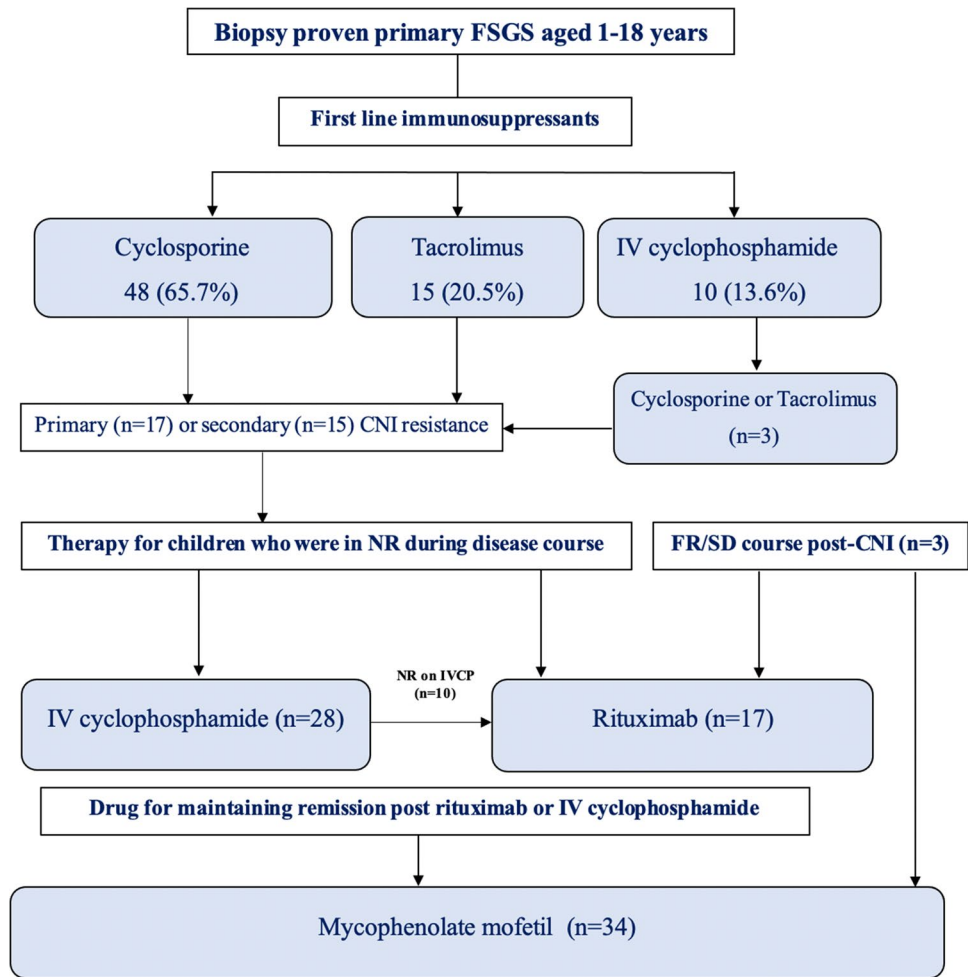 Biopsy proven primary FSGS aged 1-18 years
First line immunosuppressants
Cyclosporine
48 (65.7%)
Tacrolimus
15 (20.5%)
IV cyclophosphamide
10 (13.6%)
Cyclosporine or Tacrolimus
(n=3)
Primary (n=17) or secondary (n=15) CNI resistance
Therapy for children who were in NR during disease course
FR/SD course post-CNI (n=3)
NR on IVCP
(n=10)
IV cyclophosphamide (n=28)
Rituximab (n=17)
Drug for maintaining remission post rituximab or IV cyclophosphamide
Mycophenolate mofetil (n=34)